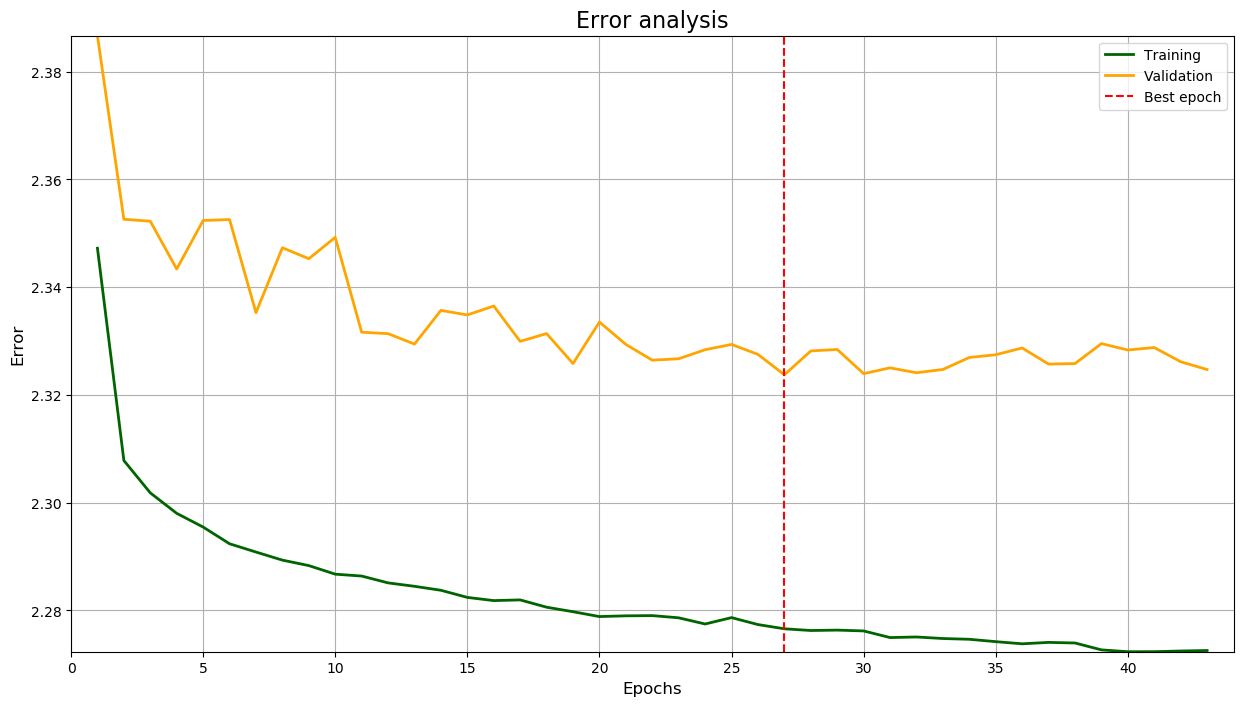 Error analysis
Training
Validation
Best epoch
2.38
2.36
2.34
2.32
2.30
2.28
Error
0 5 10 15 20 25 30 35 40
Epochs